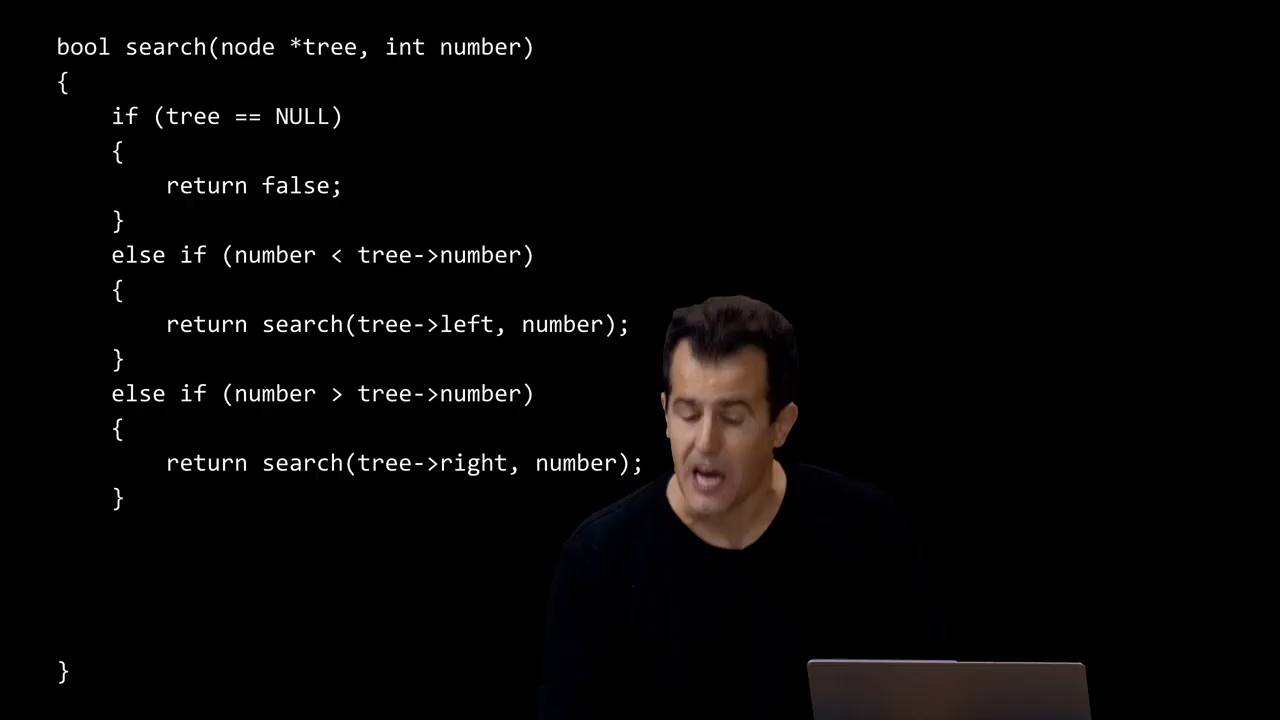 bool search(node *tree, int number)
{
    if (tree == NULL)
    {
        return false;
    }
    else if (number < tree->number)
    {
        return search(tree->left, number);
    }
    else if (number > tree->number)
    {
        return search(tree->right, number);
    }
}